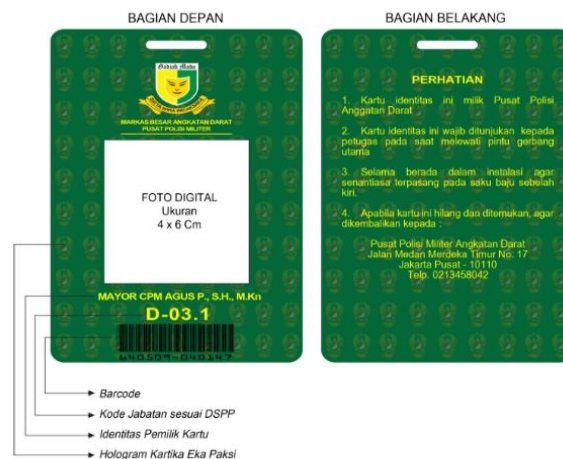 BAGIAN DEPAN
Gadjah Mada
MARKAS BESAR ANGKATAN DARAT
PUSAT POLISI MILITER
FOTO DIGITAL
Ukuran
4 x 6 Cm
MAYOR CPM AGUS P., S.H., M.Kn
D-03.1
640509-040147
Barcode
Kode Jabatan sesuai DSPP
Identitas Pemilik Kartu
Hologram Kartika Eka Paksi
BAGIAN BELAKANG
PERHATIAN
1. Kartu identitas ini milik Pusat Polisi
Anggatan Darat
2. Kartu identitas ini wajib ditunjukan kepada
petugas pada saat melewati pintu gerbang
utama
3. Selama berada dalam instalasi agar
senantiasa terpasang pada saku baju sebelah
kiri.
4. Apabila kartu ini hilang dan ditemukan, agar
dikembalikan kepada :
Pusat Polisi Militer Angkatan Darat
Jalan Medan Merdeka Timur No. 17
Jakarta Pusat - 10110
Telp. 0213458042